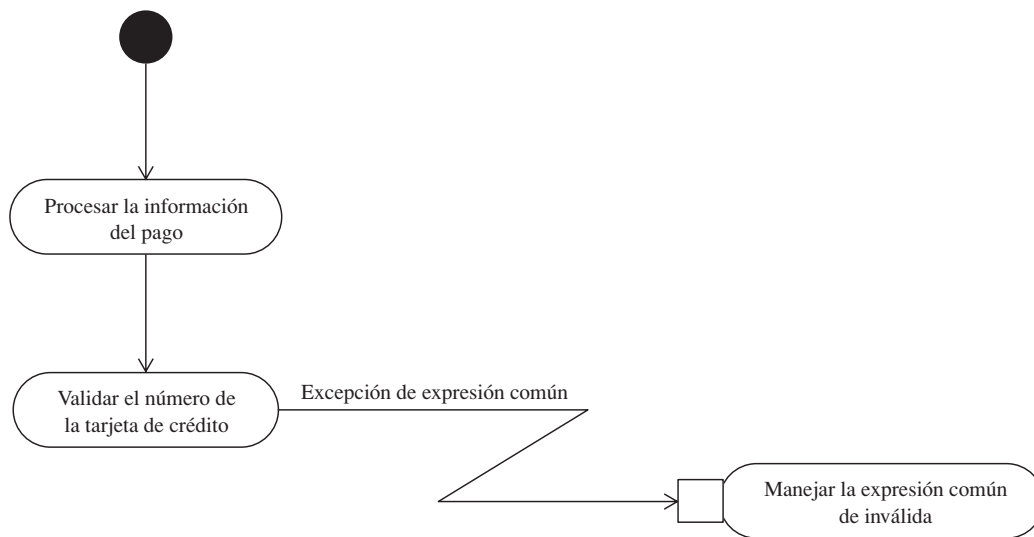 Procesar la información
del pago
Validar el número de
la tarjeta de crédito
Excepción de expresión común
Manejar la expresión común
de inválida